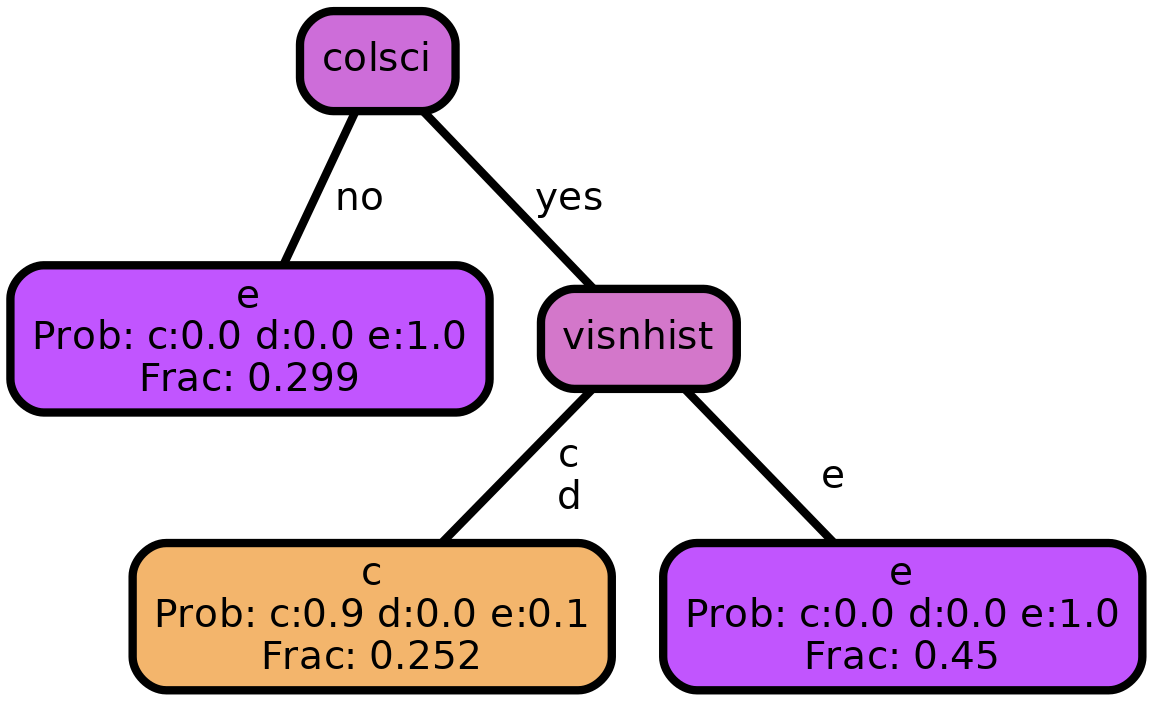 colsci
no
yes
e
Prob: c:0.0 d:0.0 e:1.0
Frac: 0.299
visnhist
c
d
e
c
Prob: c:0.9 d:0.0 e:0.1
Frac: 0.252
e
Prob: c:0.0 d:0.0 e:1.0
Frac: 0.45